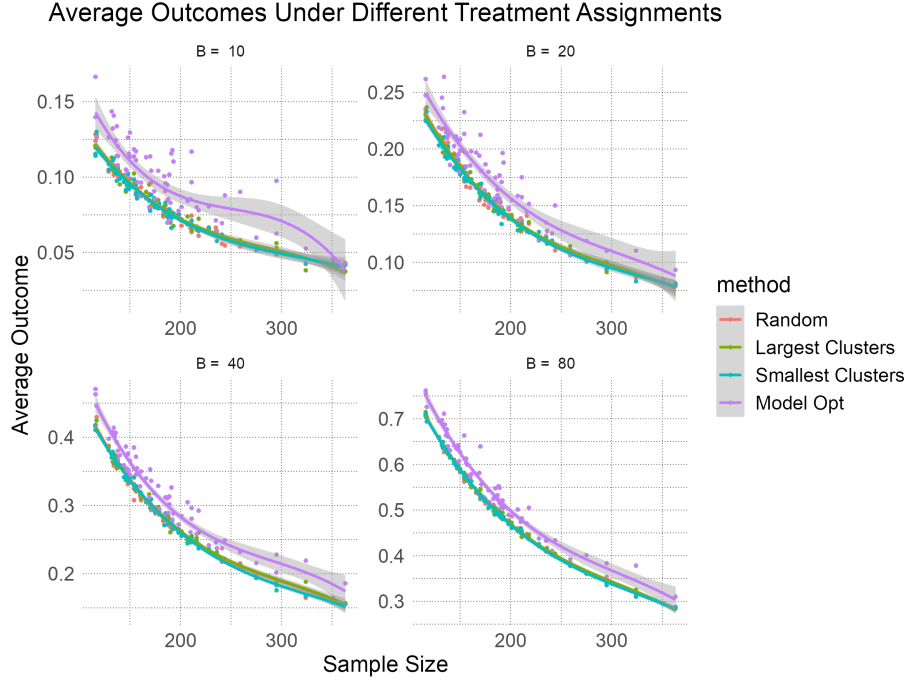 Average Outcomes Under Different Treatment Assignments
B = 10
B = 20
0.15
0.10
0.05
0.25
0.20
0.15
0.10
200 300
200 300
B = 40
B = 80
0.4
0.3
0.2
0.7
0.6
0.5
0.4
0.3
200 300
200 300
Average Outcome
Sample Size
method
Random
Largest Clusters
Smallest Clusters
Model Opt